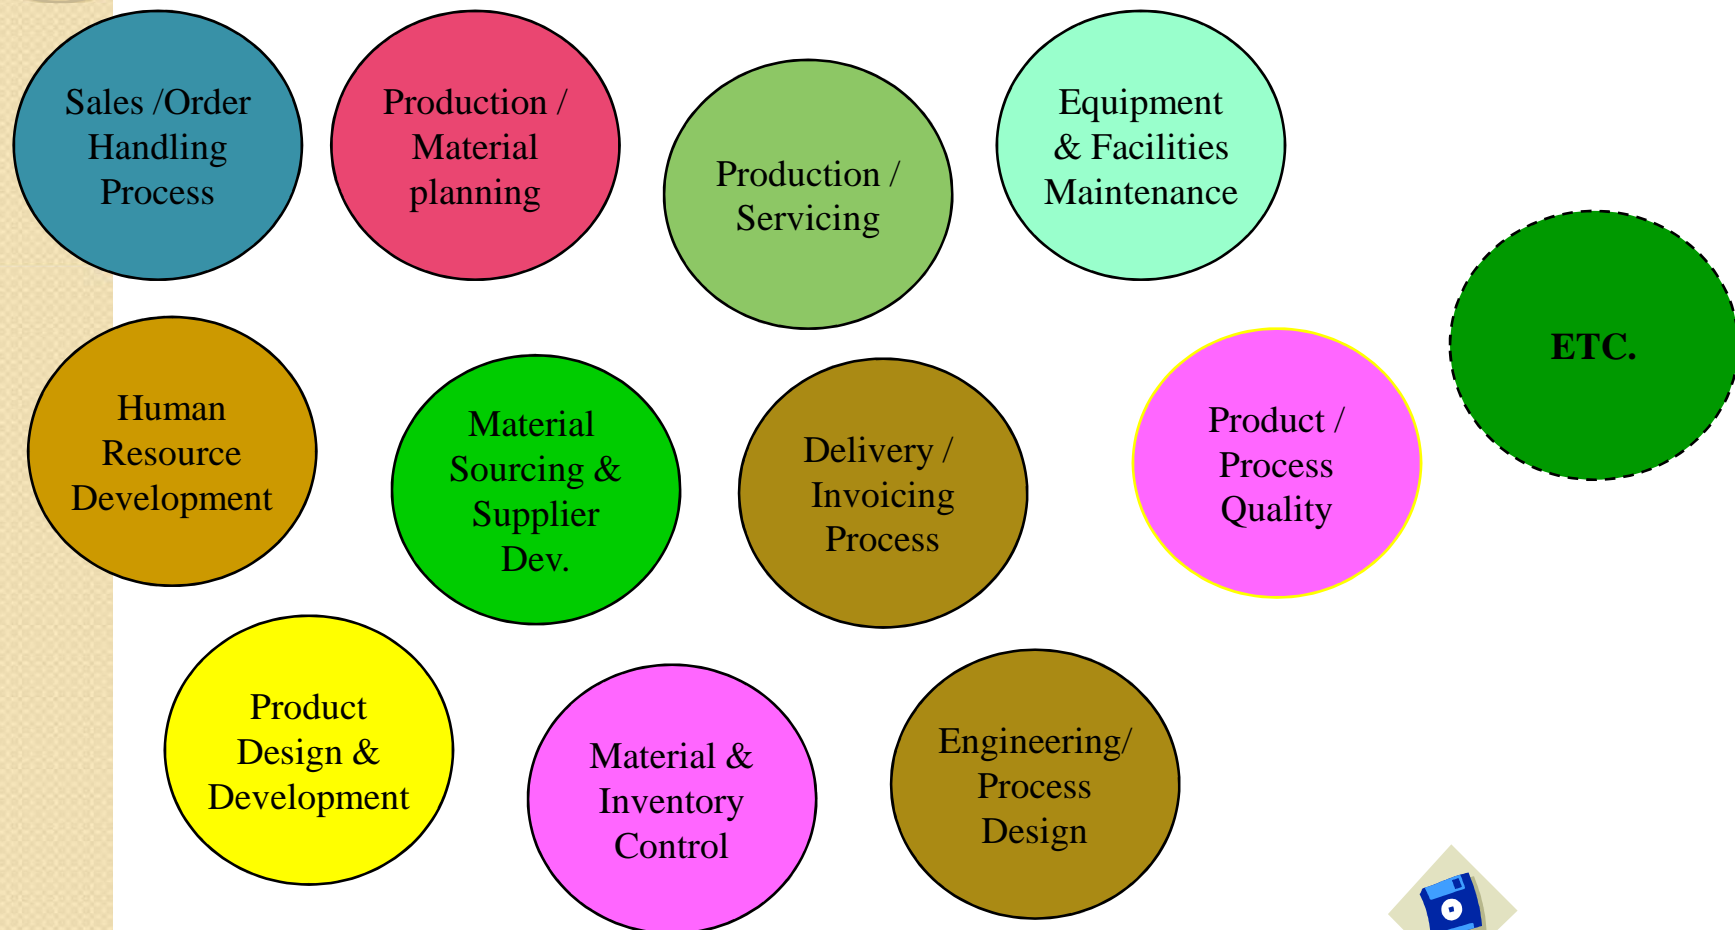 Sales /Order
Handling
Process
Production /
Material
planning
Production /
Servicing
Equipment
& Facilities
Maintenance
ETC.
Human
Resource
Development
Material
Sourcing &
Supplier
Dev.
Delivery /
Invoicing
Process
Product /
Process
Quality
Product
Design &
Development
Material &
Inventory
Control
Engineering/
Process
Design